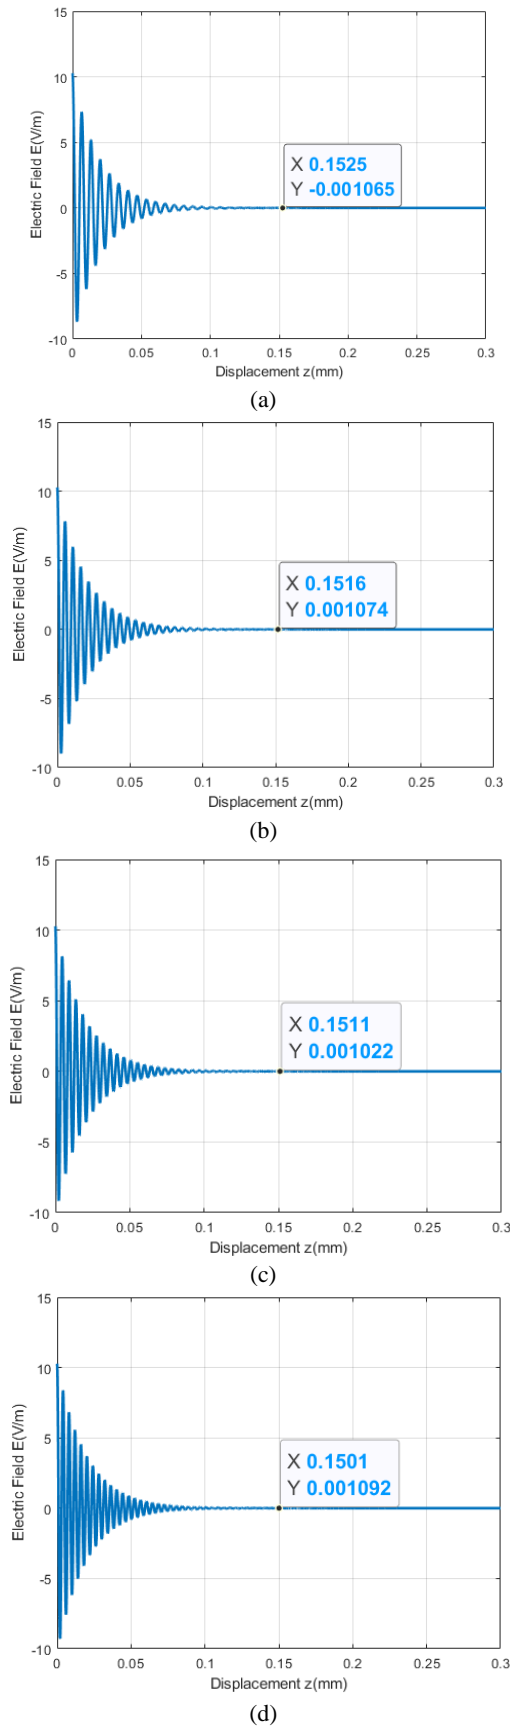 15
10
5
0
-5
-10
Electric Field E(V/m)
X 0.1525
Y -0.001065
0 0.05 0.1 0.15 0.2 0.25 0.3
Displacement z(mm)
(a)
15
10
5
0
-5
-10
Electric Field E(V/m)
X 0.1516
Y 0.001074
0 0.05 0.1 0.15 0.2 0.25 0.3
Displacement z(mm)
(b)
15
10
5
0
-5
-10
Electric Field E(V/m)
X 0.1511
Y 0.001022
0 0.05 0.1 0.15 0.2 0.25 0.3
Displacement z(mm)
(c)
15
10
5
0
-5
-10
Electric Field E(V/m)
X 0.1501
Y 0.001092
0 0.05 0.1 0.15 0.2 0.25 0.3
Displacement z(mm)
(d)